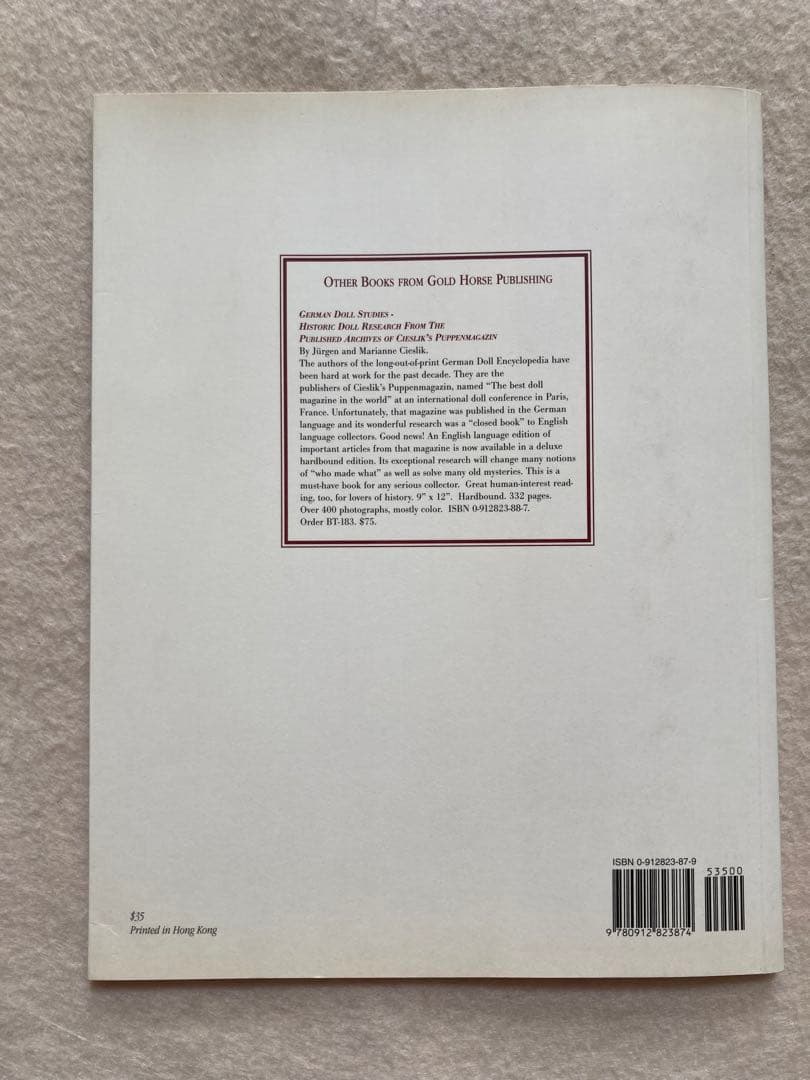 OTHER BOOKS FROM GOLD HORSE PUBLISHING
GERMAN DOLL STUDIES -
HISTORIC DOLL RESEARCH FROM THE
PUBLISHED ARCHIVES OF CIESLIK'S PUPPENMAGAZIN
By Jürgen and Marianne Cieslik.
The authors of the long-out-of-print German Doll Encyclopedia have
been hard at work for the past decade. They are the
publishers of Cieslik's Puppenmagazin, named “The best doll
magazine in the world” at an international doll conference in Paris,
France. Unfortunately, that magazine was published in the German
language and its wonderful research was a “closed book” to English
language collectors. Good news! An English language edition of
important articles from that magazine is now available in a deluxe
hardbound edition. Its exceptional research will change many notions
of “who made what” as well as solve many old mysteries. This is a
must-have book for any serious collector. Great human-interest read-
ing, too, for lovers of history. 9” x 12”. Hardbound. 332 pages.
Over 400 photographs, mostly color. ISBN 0-912823-88-7.
Order BT-183. $75.
ISBN 0-912823-87-9
53500
9 780912 823874
$35
Printed in Hong Kong